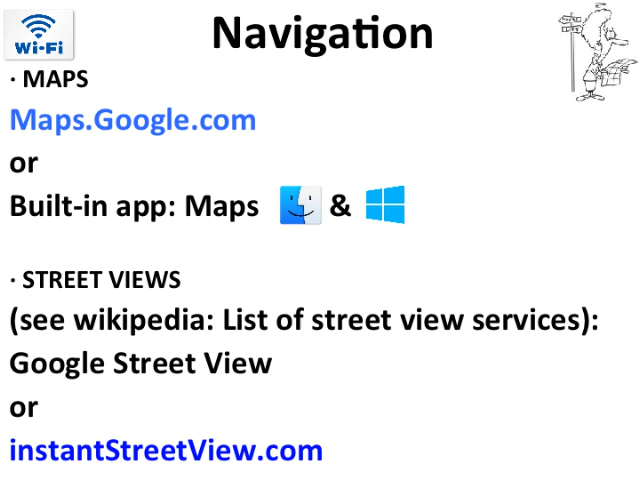 Wi-Fi
Navigation
· MAPS
Maps.Google.com
or
Built-in app: Maps &
· STREET VIEWS
(see wikipedia: List of street view services):
Google Street View
or
instantStreetView.com